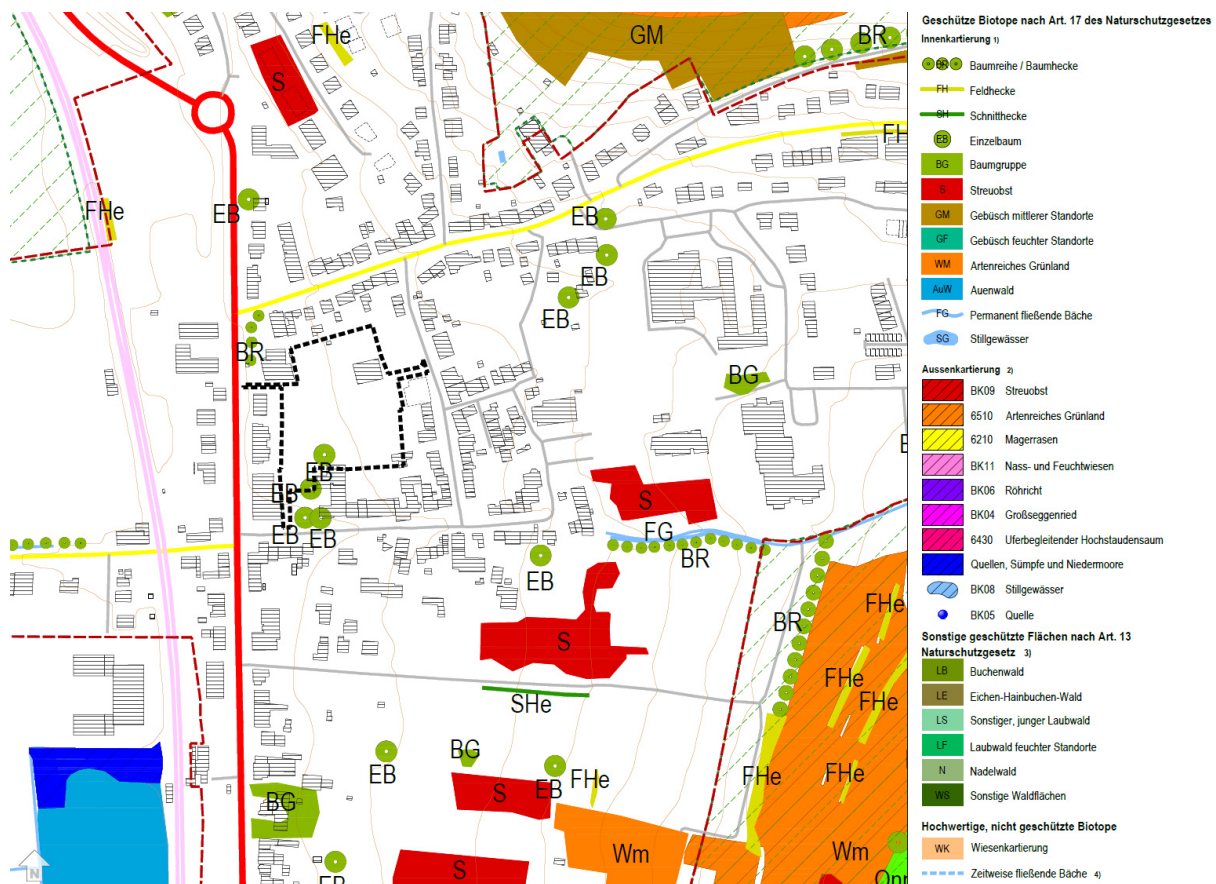 FHe
GM
BR
S
FHe
FH
EB
EB
EB
EB
BR
BG
EB
EB
EB
EB
S
FG
BR
EB
FHe
BR
S
FHe
FHe
SHe
EB
BG
EB
FHe
FHe
FHe
S
BG
Wm
Wm
EB
S
N
Geschütze Biotope nach Art. 17 des Naturschutzgesetzes
Innenkartierung 1)
BR Baumreihe / Baumhecke
FH Feldhecke
SH Schnitthecke
EB Einzelbaum
BG Baumgruppe
S Streuobst
GM Gebüsch mittlerer Standorte
GF Gebüsch feuchter Standorte
WM Artenreiches Grünland
AuW Auenwald
FG Permanent fließende Bäche
SG Stillgewässer
Aussenkartierung 2)
BK09 Streuobst
6510 Artenreiches Grünland
6210 Magerrasen
BK11 Nass- und Feuchtwiesen
BK06 Röhricht
BK04 Großseggenried
6430 Uferbegleitender Hochstaudensaum
Quellen, Sümpfe und Niedermoore
BK08 Stillgewässer
BK05 Quelle
Sonstige geschützte Flächen nach Art. 13
Naturschutzgesetz 3)
LB Buchenwald
LE Eichen-Hainbuchen-Wald
LS Sonstiger, junger Laubwald
LF Laubwald feuchter Standorte
N Nadelwald
WS Sonstige Waldflächen
Hochwertige, nicht geschützte Biotope
WK Wiesenkartierung
Zeitweise fließende Bäche 4)